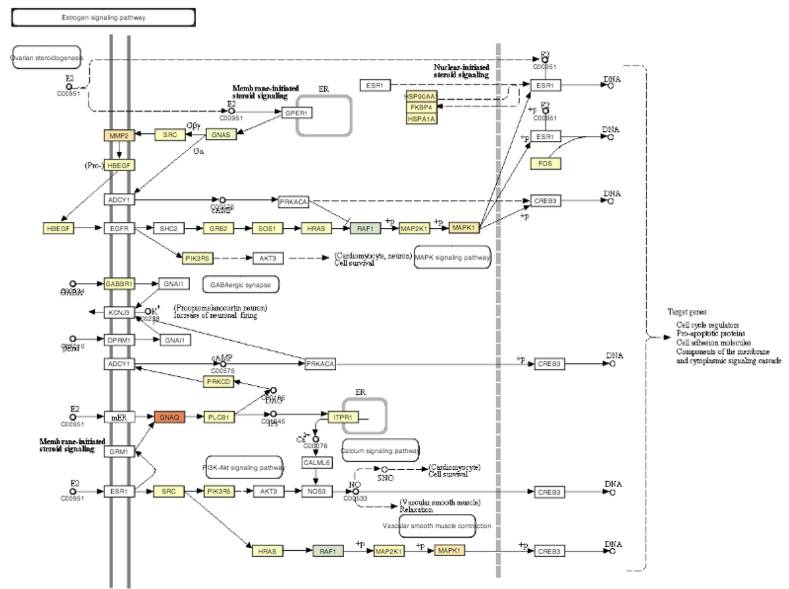 Estrogen signaling pathway
Ovarian steroidogenesis
E2
C00951
E2
C00951
Membrane-initiated
steroid signaling
ER
GPER1
Nuclear-initiated
steroid signaling
ESR1
HSP90AA1
FKBP4
HSPA1A
E2
C00951
ESR1
DNA
E2
C00951
ESR1
DNA
+p
FOS
MMP2
SRC
Gβγ
GNAS
Gα
(Pro-)
HBEGF
ADCY1
C00575
PRKACA
+p
CREB3
DNA
+p
HBEGF
EGFR
SHC2
GRB2
SOS1
HRAS
RAF1
+p
MAP2K1
+p
MAPK1
PIK3R5
AKT3
(Cardiomyocyte, neuron)
Cell survival
MAPK signaling pathway
GABBR1
GNAI1
GABAergic synapse
KCNJ3
K+
C00238
(Proopiomelanocortin neuron)
Increase of neuronal firing
OPRM1
GNAI1
ADCY1
cAMP
C00575
PRKACA
+p
CREB3
DNA
PRKCD
DAG
C00165
ER
E2
C00951
mER
GNAQ
PLCB1
IP3
ITPR1
Membrane-initiated
steroid signaling
GRM1
C00076
Calcium signaling pathway
CALML6
PI3K-Akt signaling pathway
SNO
(Cardiomyocyte)
Cell survival
E2
C00951
ESR1
SRC
PIK3R5
AKT3
NOS3
NO
C00533
CREB3
DNA
(Vascular smooth muscle)
Relaxation
Vascular smooth muscle contraction
HRAS
RAF1
+p
MAP2K1
+p
MAPK1
+p
CREB3
DNA
Target genes:
Cell cycle regulators
Pro-apoptotic proteins
Cell adhesion molecules
Components of the membrane
and cytoplasmic signaling cascade